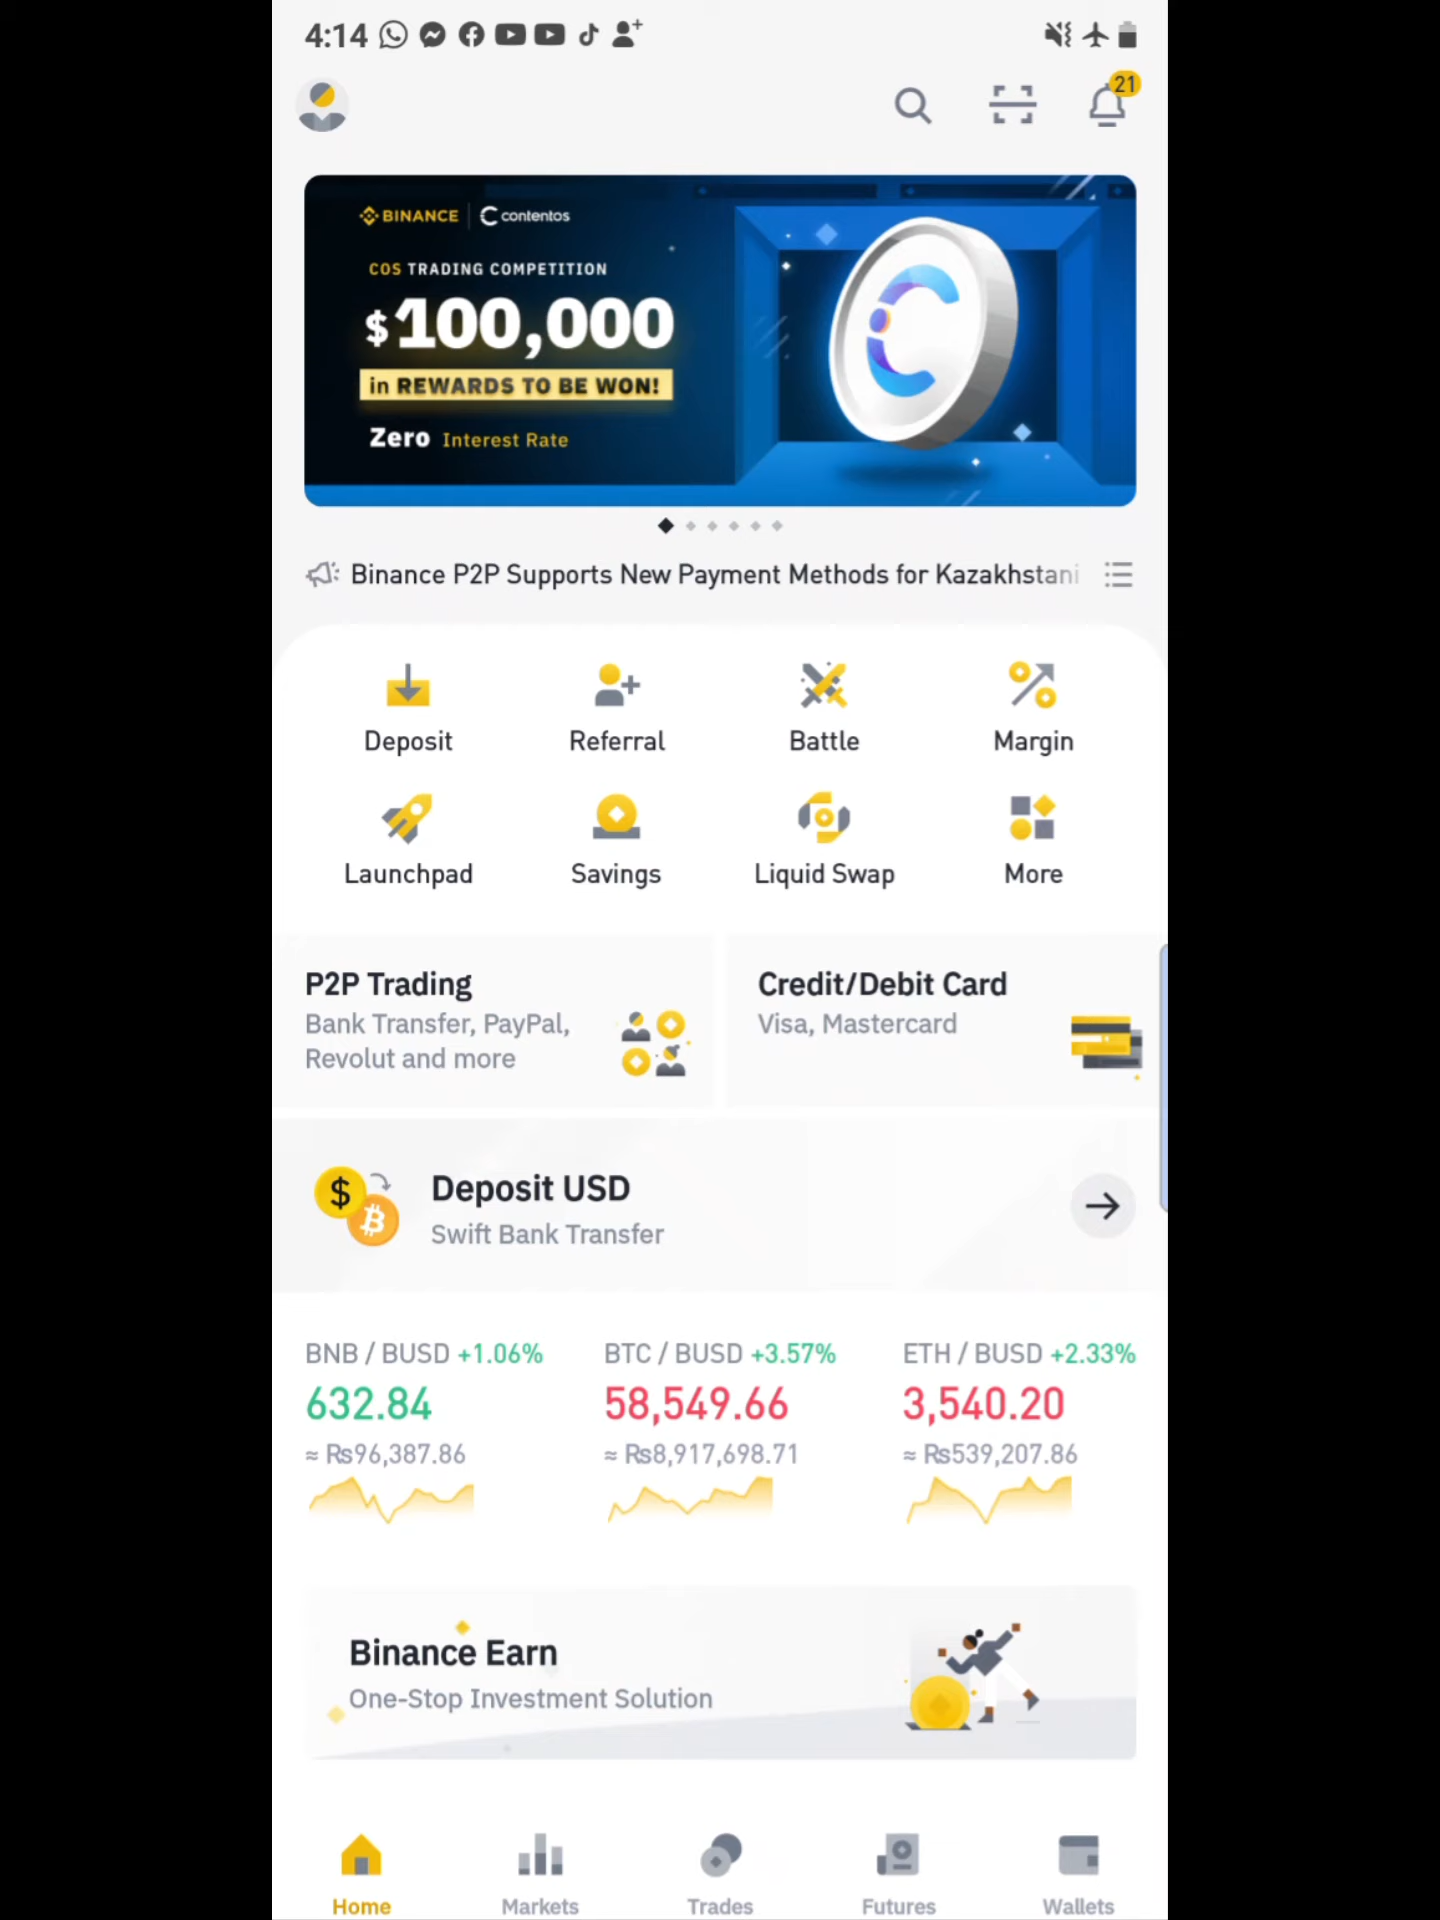 4:14
21
BINANCE contentos
COS TRADING COMPETITION
$100,000
in REWARDS TO BE WON!
Zero Interest Rate
Binance P2P Supports New Payment Methods for Kazakhstani
Deposit Referral Battle Margin
Launchpad Savings Liquid Swap More
P2P Trading
Bank Transfer, PayPal,
Revolut and more
Credit/Debit Card
Visa, Mastercard
Deposit USD
Swift Bank Transfer
BNB / BUSD +1.06% BTC / BUSD +3.57% ETH / BUSD +2.33%
632.84 58,549.66 3,540.20
≈ ₨96,387.86 ≈ ₨8,917,698.71 ≈ ₨539,207.86
Binance Earn
One-Stop Investment Solution
Home Markets Trades Futures Wallets